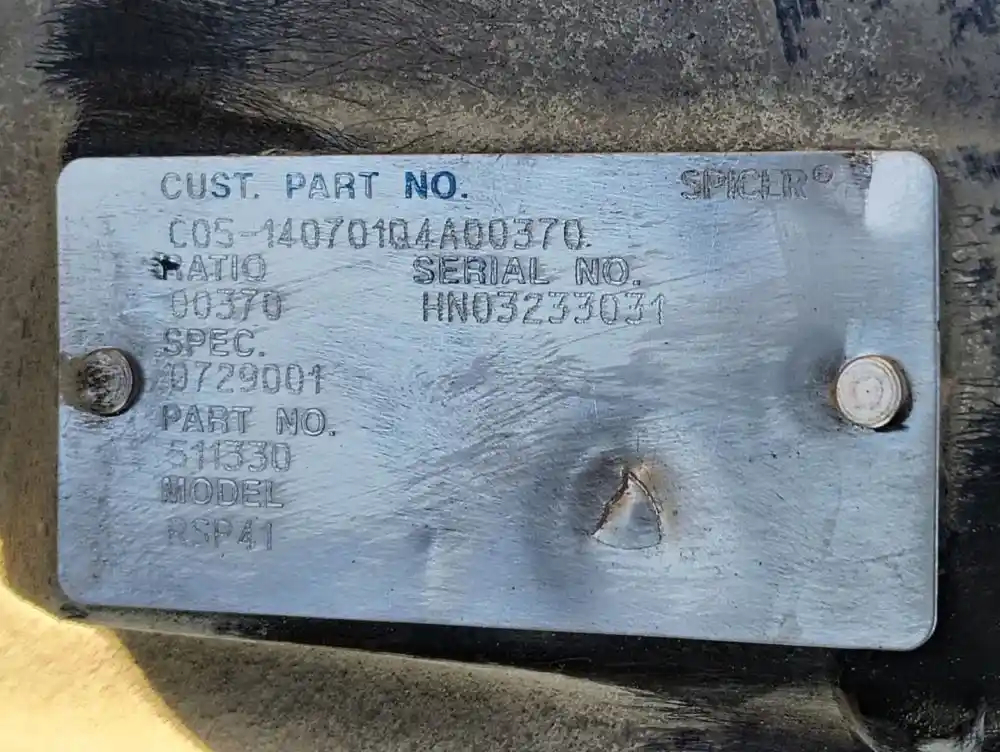 CUST. PART NO. SPICER®
C05-140701Q4A00370
RATIO SERIAL NO.
00370 HN03233031
SPEC.
0729001
PART NO.
511330
MODEL
RSP41